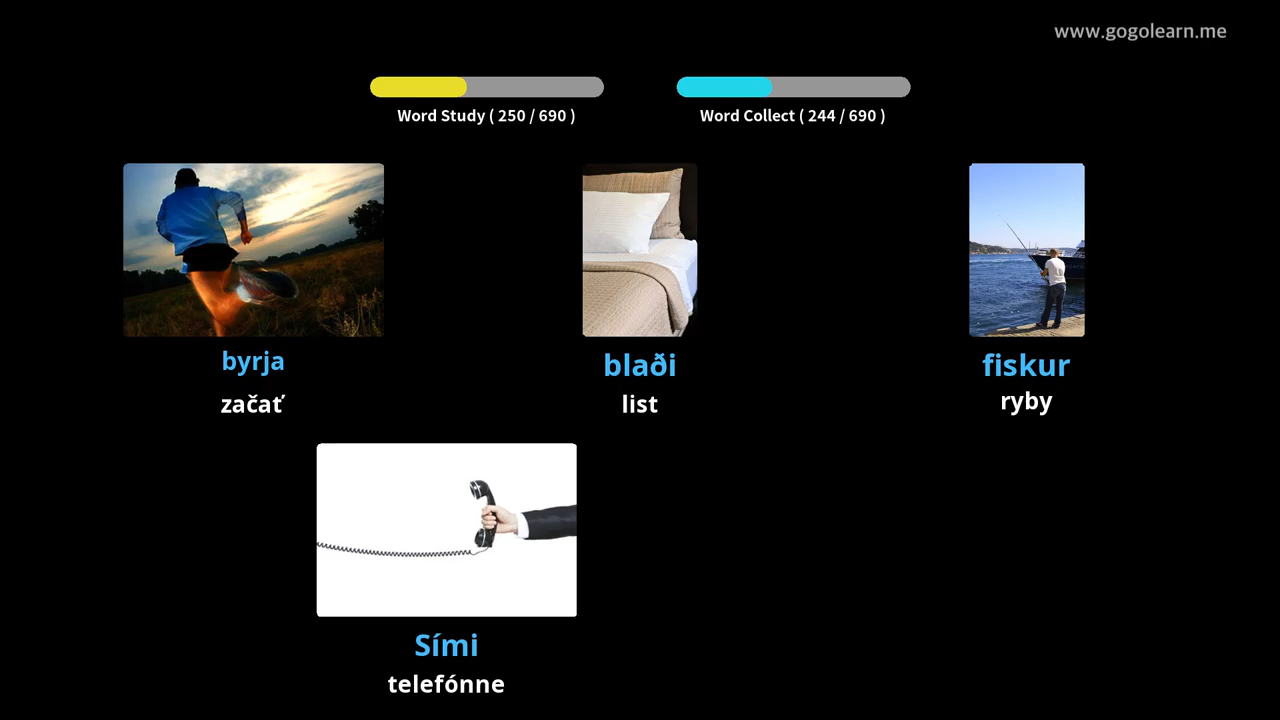 www.gogolearn.me
Word Study ( 250 / 690 )
Word Collect ( 244 / 690 )
byrja
začať
blaði
list
fiskur
ryby
Sími
telefónne